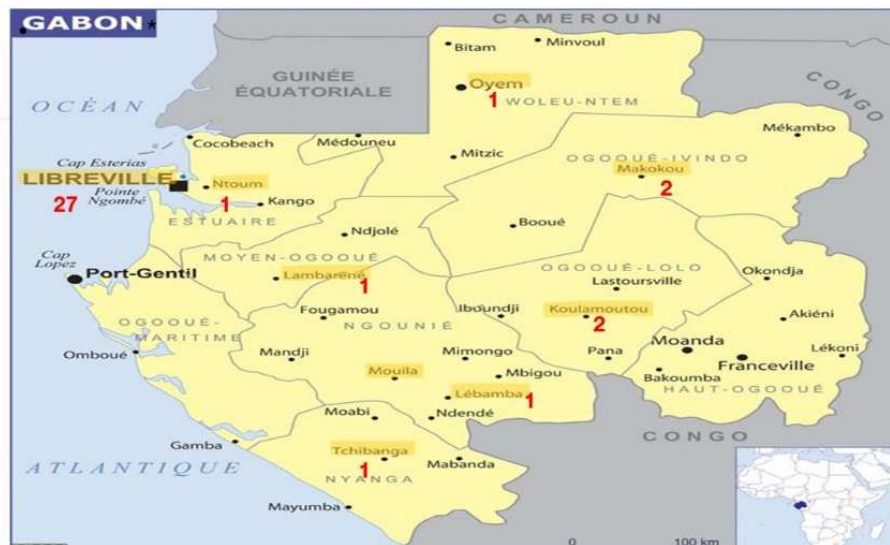 GABON*
CAMEROUN
Bitam
Minvoul
GUINÉE
ÉQUATORIALE
Oyem
1
WOLEU-NTEM
CONGO
OCÉAN
Cocobeach
Médouneu
Mitzic
Mékambo
OGOOUÉ-IVINDO
Makokou
2
Cap Esterias
LIBREVILLE
Pointe
Ngombé
27
Ntoum
1
Kango
ESTUAIRE
Booué
Ndjolé
MOYEN-OGOOUÉ
Cap
Lopez
Port-Gentil
Lambaréné
1
OGOOUÉ-LOLO
Lastoursville
Okondja
Fougamou
Iboundji
Koulamoutou
2
Akiéni
OGOOUÉ-
MARITIME
NGOUNIÉ
Omboué
Mandji
Mimongo
Pana
Moanda
Lékoni
Franceville
Mouila
Mbigou
Bakoumba
HAUT-OGOOUÉ
Lébamba
1
Moabi
Ndendé
CONGO
Gamba
Tchibanga
1
Mabanda
NYANGA
ATLANTIQUE
Mayumba
0 100 km